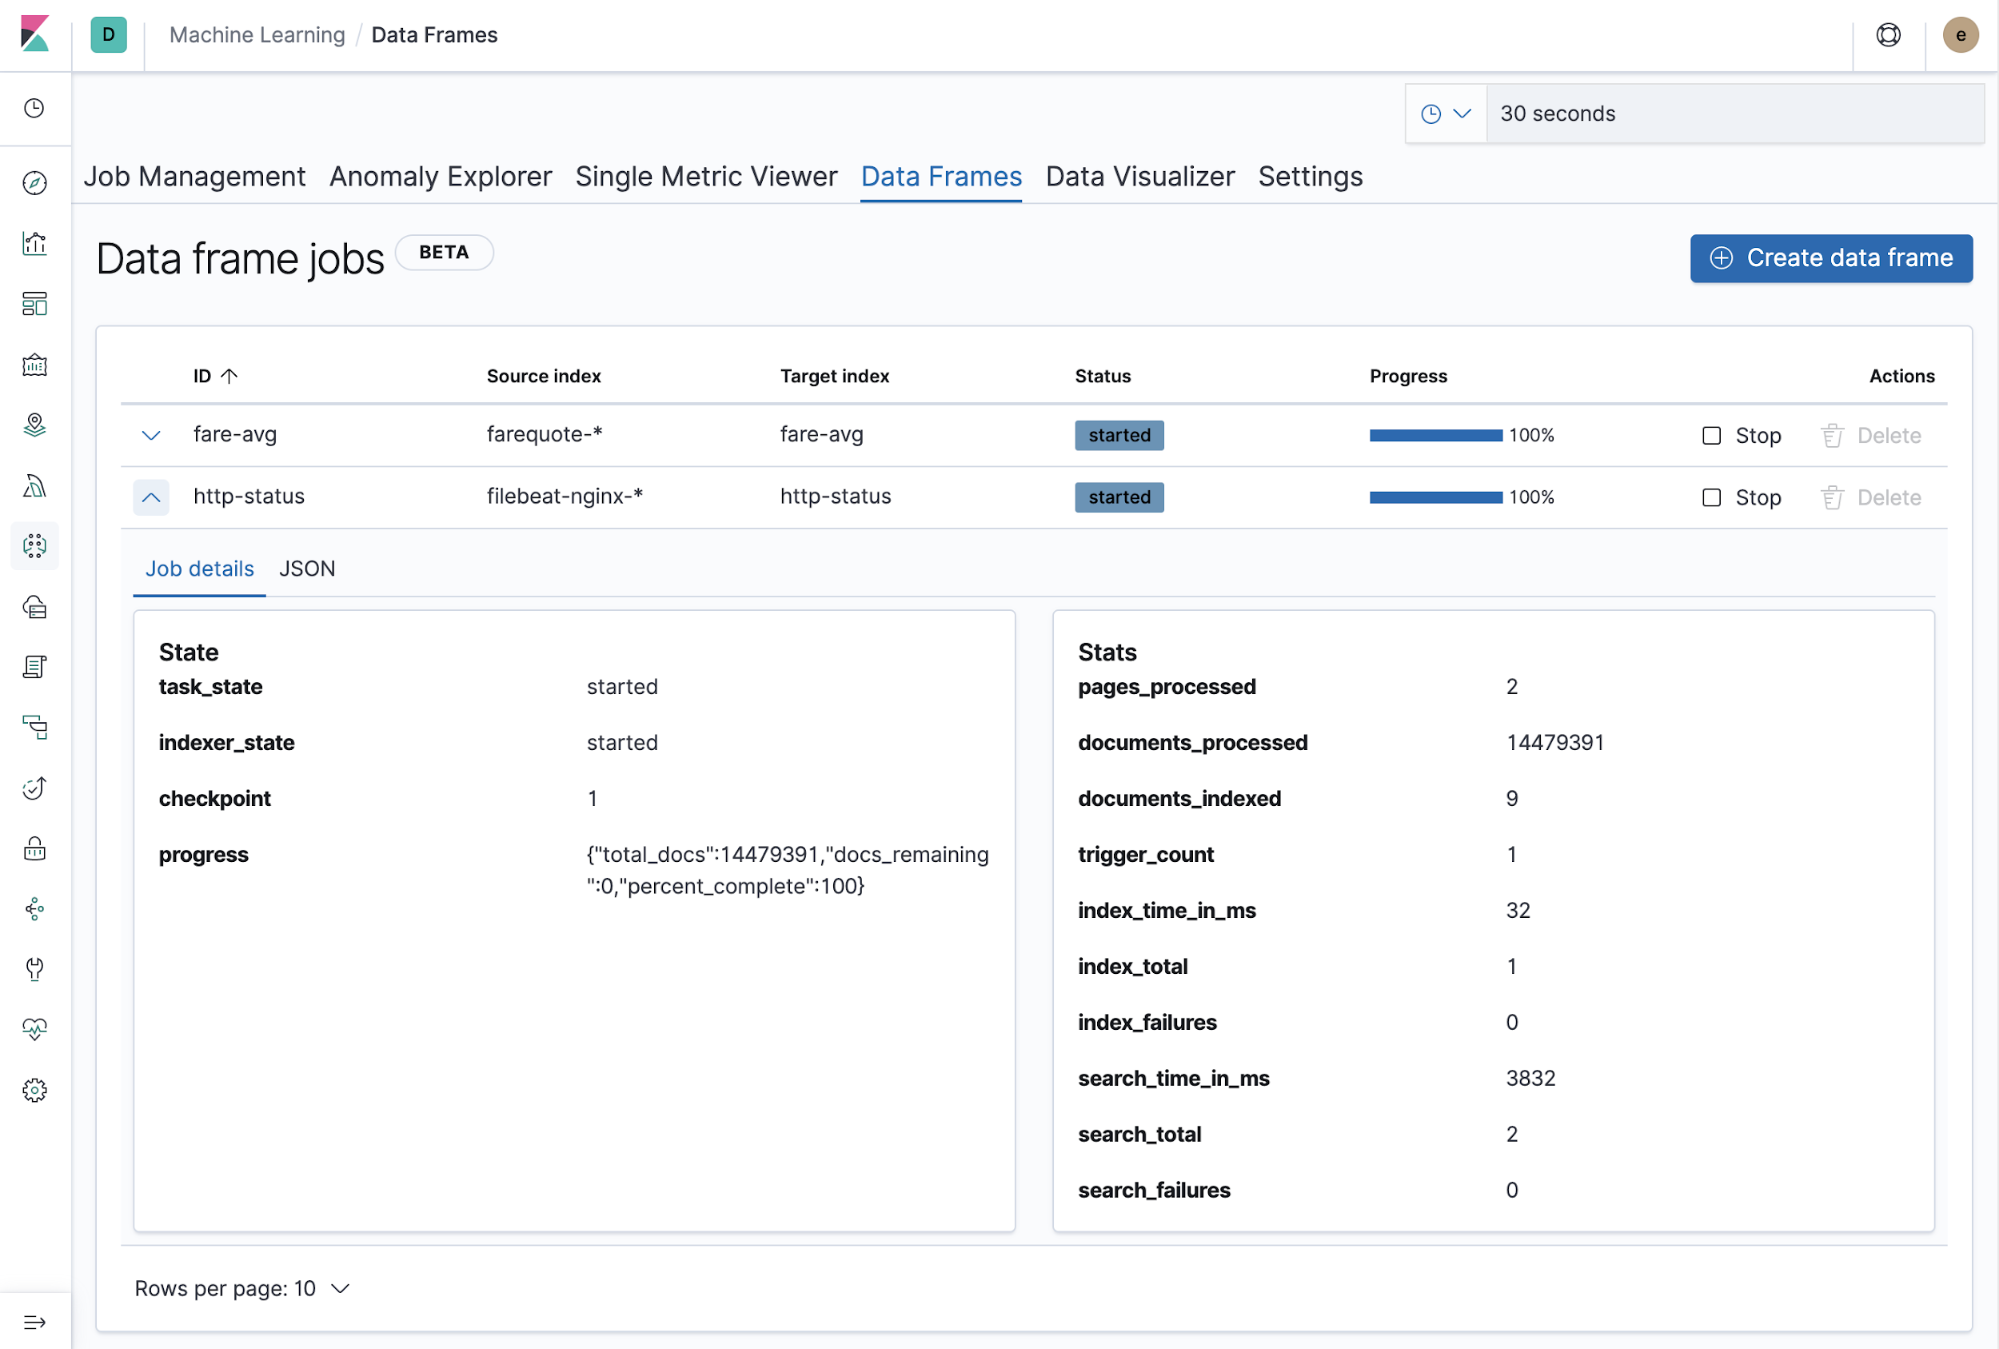 D Machine Learning / Data Frames e
30 seconds
Job Management Anomaly Explorer Single Metric Viewer Data Frames Data Visualizer Settings
Data frame jobs BETA Create data frame
ID Source index Target index Status Progress Actions
fare-avg farequote-* fare-avg started 100% Stop Delete
http-status filebeat-nginx-* http-status started 100% Stop Delete
Job details JSON
State
task_state started
indexer_state started
checkpoint 1
progress {"total_docs":14479391,"docs_remaining
":0,"percent_complete":100}
Stats
pages_processed 2
documents_processed 14479391
documents_indexed 9
trigger_count 1
index_time_in_ms 32
index_total 1
index_failures 0
search_time_in_ms 3832
search_total 2
search_failures 0
Rows per page: 10